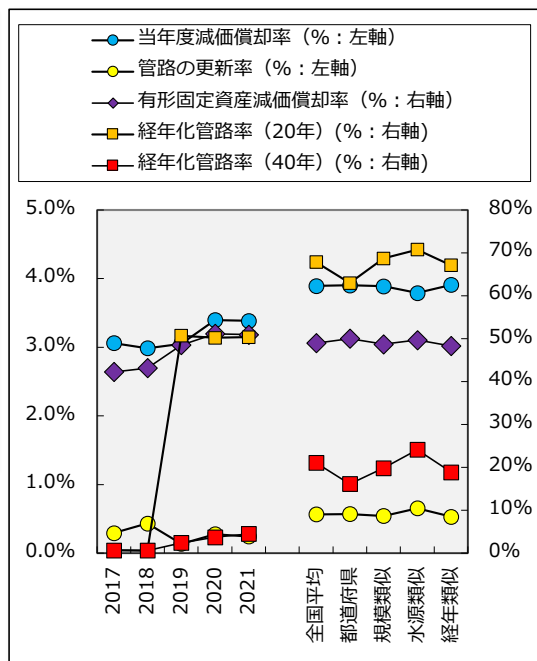 当年度減価償却率（%：左軸）
管路の更新率（%：左軸）
有形固定資産減価償却率（%：右軸）
経年化管路率（20年）(%：右軸)
経年化管路率（40年）(%：右軸)
5.0%
4.0%
3.0%
2.0%
1.0%
0.0%
80%
70%
60%
50%
40%
30%
20%
10%
0%
2017
2018
2019
2020
2021
全国平均
都道府県
規模類似
水源類似
経年類似